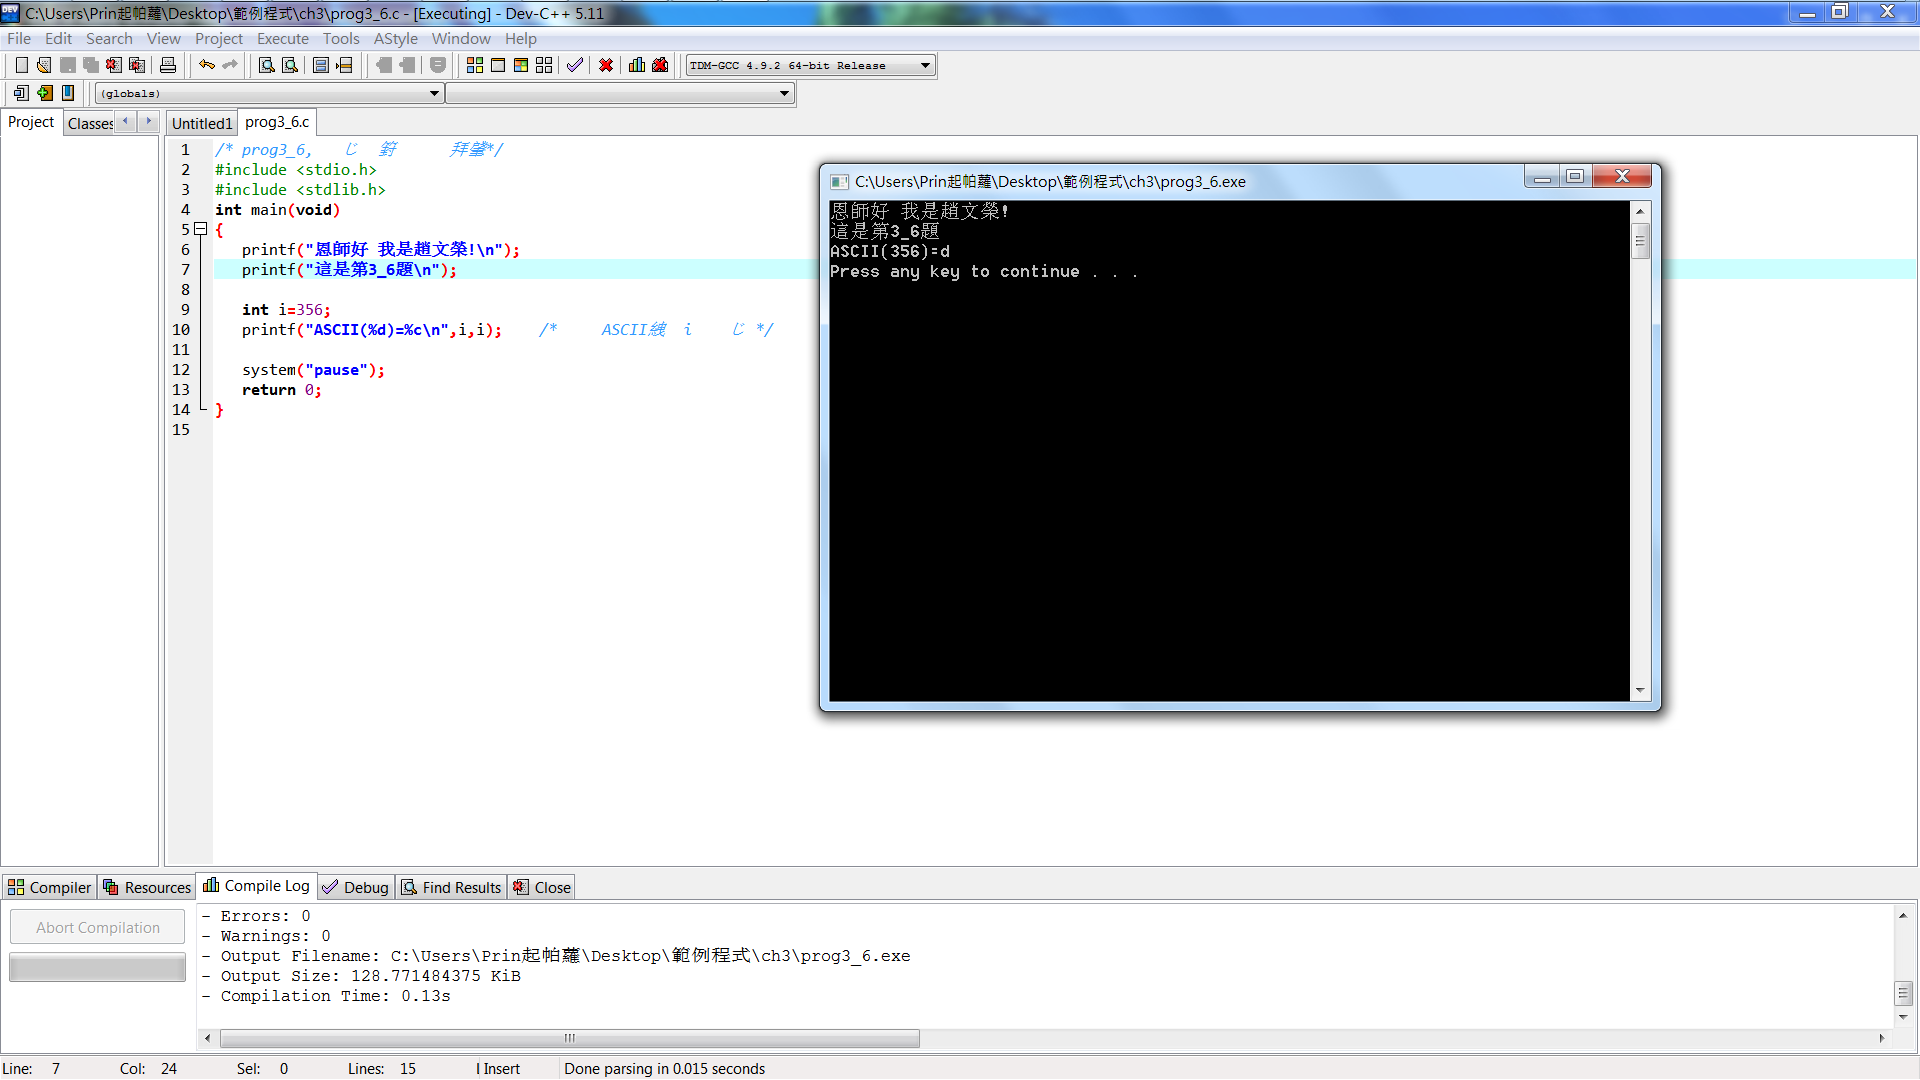 C:\Users\Prin起帕蘿\Desktop\範例程式\ch3\prog3_6.c - [Executing] - Dev-C++ 5.11
File Edit Search View Project Execute Tools AStyle Window Help
TDM-GCC 4.9.2 64-bit Release
(globals)
Project Classes Untitled1 prog3_6.c
1 /* prog3_6, じ 箌 拜肇*/
2 #include <stdio.h>
3 #include <stdlib.h>
4 int main(void)
5 {
6 printf("恩師好 我是趙文榮!\n");
7 printf("這是第3_6題\n");
8
9 int i=356;
10 printf("ASCII(%d)=%c\n",i,i); /* ASCII i じ */
11
12 system("pause");
13 return 0;
14 }
15
C:\Users\Prin起帕蘿\Desktop\範例程式\ch3\prog3_6.exe
恩師好 我是趙文榮!
這是第3_6題
ASCII(356)=d
Press any key to continue . . .
Compiler Resources Compile Log Debug Find Results Close
Abort Compilation
- Errors: 0
- Warnings: 0
- Output Filename: C:\Users\Prin起帕蘿\Desktop\範例程式\ch3\prog3_6.exe
- Output Size: 128.771484375 KiB
- Compilation Time: 0.13s
Line: 7 Col: 24 Sel: 0 Lines: 15 Insert Done parsing in 0.015 seconds